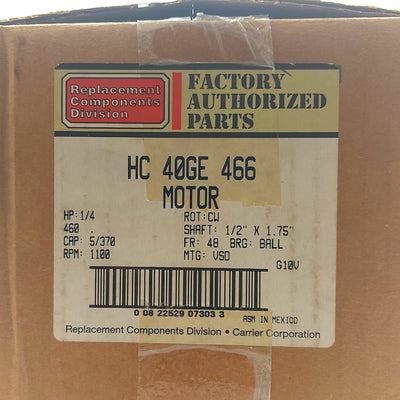 Replacement
Components
Division
FACTORY
AUTHORIZED
PARTS
HC 40GE 466
MOTOR
HP:1/4 ROT:CW
460 . SHAFT: 1/2" X 1.75"
CAP: 5/370 FR: 48 BRG: BALL
RPM: 1100 MTG: VSD
G10V
0 08 22529 07303 3
ASM IN MEXICO
Replacement Components Division • Carrier Corporation